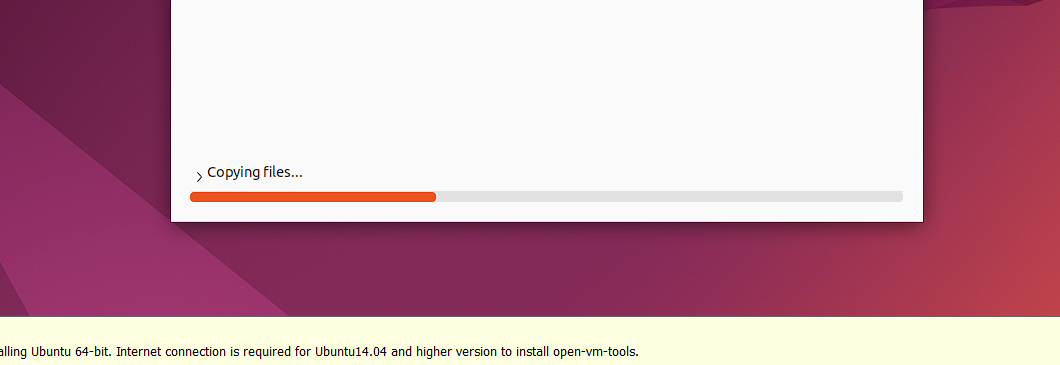 Copying files...
alling Ubuntu 64-bit. Internet connection is required for Ubuntu14.04 and higher version to install open-vm-tools.